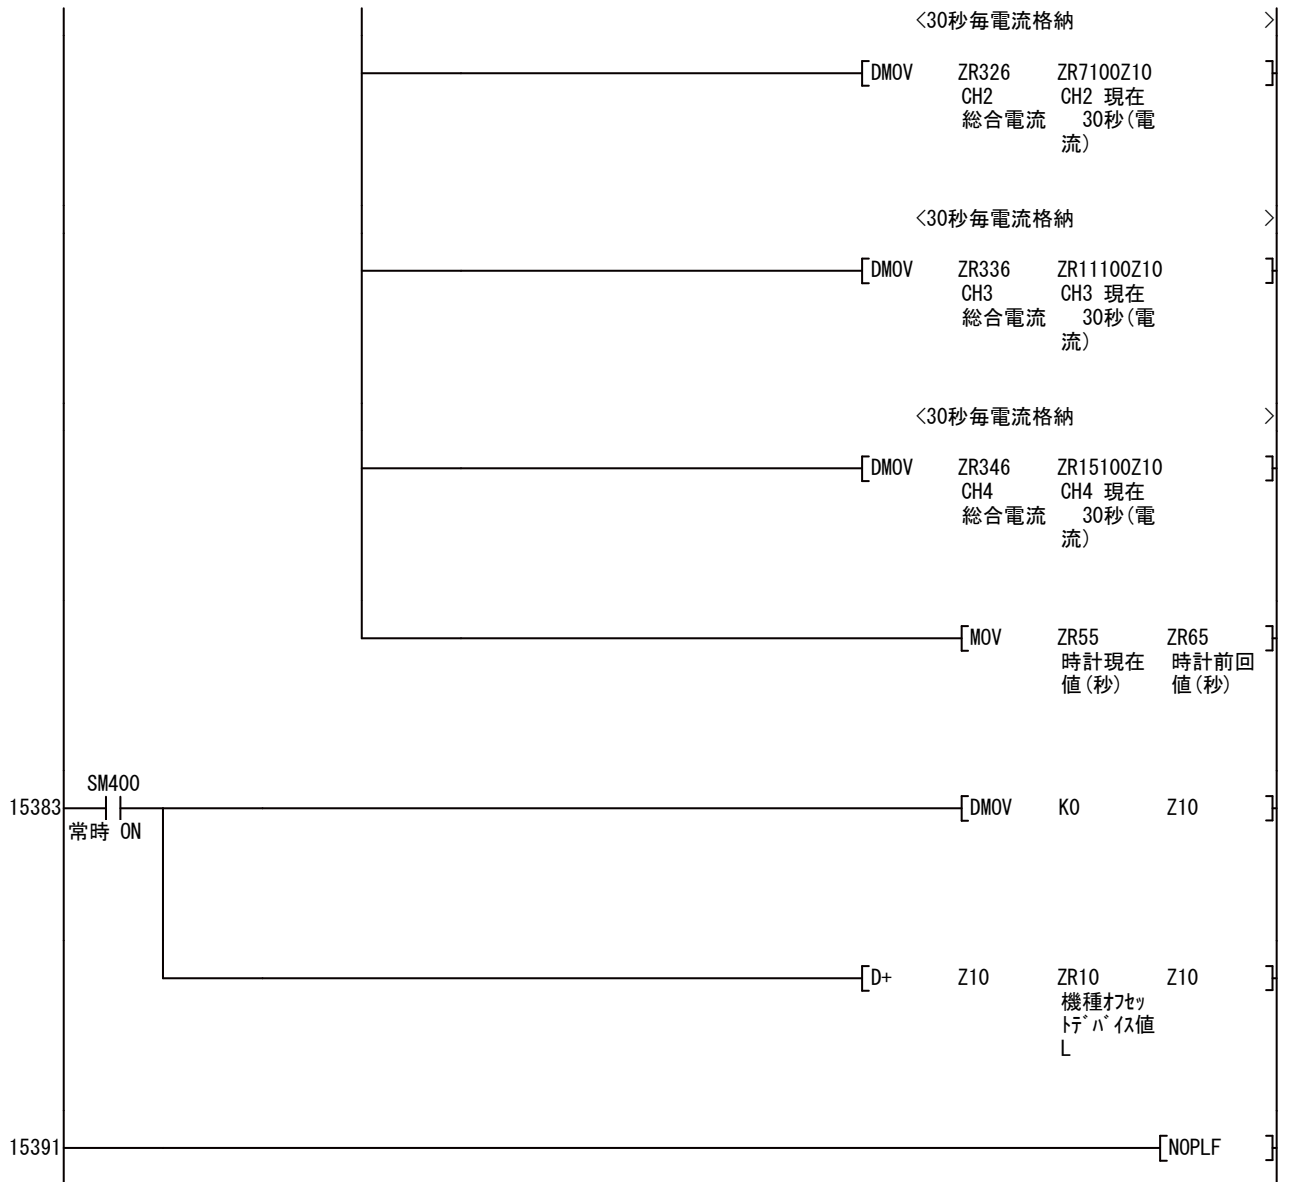 <30秒毎電流格納 >
[DMOV ZR326 ZR7100Z10 ]
CH2 CH2 現在
総合電流 30秒(電
流)
<30秒毎電流格納 >
[DMOV ZR336 ZR11100Z10 ]
CH3 CH3 現在
総合電流 30秒(電
流)
<30秒毎電流格納 >
[DMOV ZR346 ZR15100Z10 ]
CH4 CH4 現在
総合電流 30秒(電
流)
[MOV ZR55 ZR65 ]
時計現在 時計前回
値(秒) 値(秒)
SM400
15383 [DMOV K0 Z10 ]
常時 ON
[D+ Z10 ZR10 Z10 ]
機種ｵﾌｾｯ
ﾄﾃﾞﾊﾞｲｽ値
L
15391 [NOPLF ]